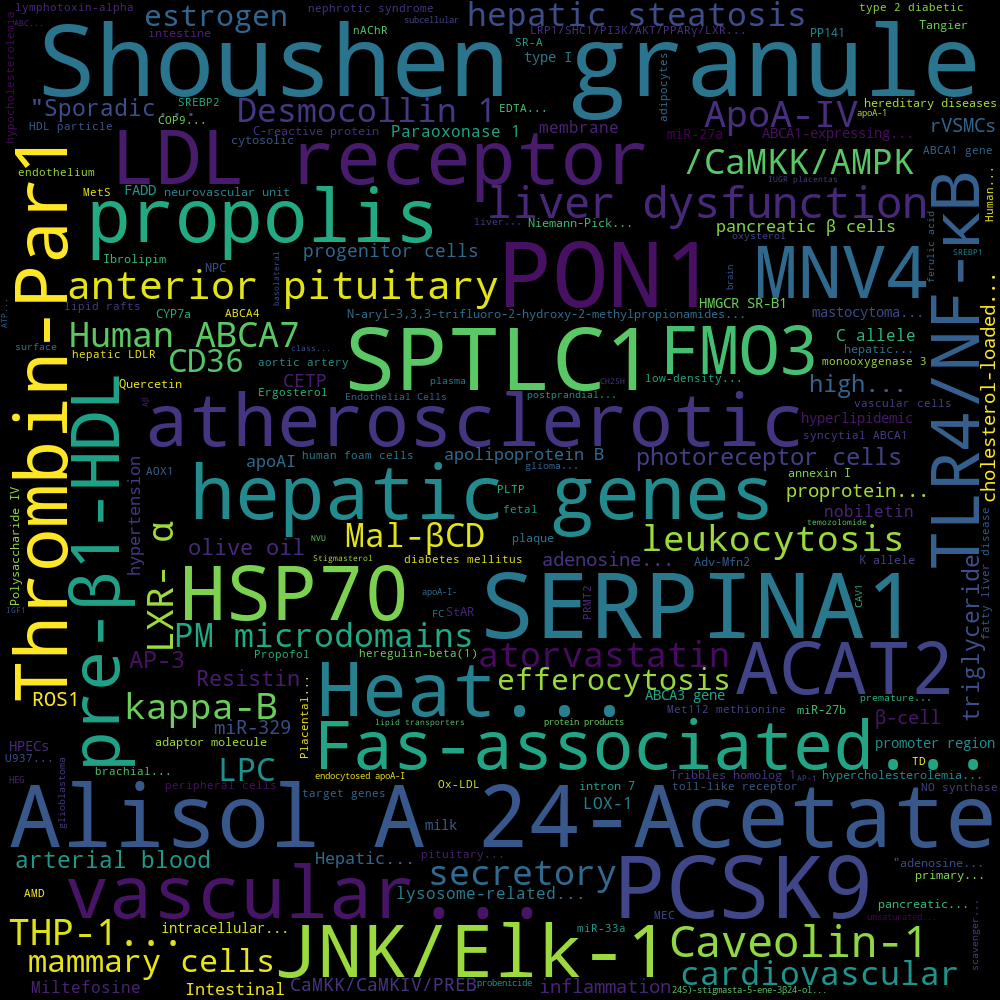 lymphotoxin-alpha
nephrotic syndrome
type 2 diabetic
estrogen
subcellular
hepatic steatosis
ABC...
intestine
nAChR
LRP1/SHC1/PI3K/AKT/PPARγ/LXR...
PP141
Tangier
Shoushen granule
SR-A
type I
adipocytes
hypocholesterolemia
"Sporadic...
SREBP2
Desmocollin 1
EDTA...
ApoA-IV
hereditary diseases
apoA-1
HDL particle
COP9...
C-reactive protein
Paraoxonase 1
membrane
miR-27a
ABCA1-expressing...
rVSMCs
cytosolic
LDL receptor
ABCA1 gene
/CaMKK/AMPK
endothelium
IUGR placentas
Human...
MetS
FADD
neurovascular unit
propolis
liver dysfunction
liver...
Niemann-Pick...
pancreatic β cells
ferulic acid
oxysterol
progenitor cells
Ibrolipim
NPC
basolateral
PON1
brain
MNV4
SREBP1
TLR4/NF-κB
anterior pituitary
cholesterol-loaded...
Thrombin-Par1
ATP...
lipid rafts
CYP7a
ABCA4
N-aryl-3,3,3-trifluoro-2-hydroxy-2-methylpropionamides...
HMGCR
SR-B1
mastocytoma...
Human ABCA7
SPTLC1
FMO3
C allele
surface
hepatic LDLR
CD36
class...
aortic artery
hepatic...
monooxygenase 3
Quercetin
CETP
Ergosterol
plasma
CH25H
low-density...
high...
Endothelial Cells
postprandial...
vascular cells
Aβ
atherosclerotic
hyperlipidemic
syncytial ABCA1
pre-β1-HDL
hypertension
AOX1
apoAI
human foam cells
apolipoprotein B
glioma...
photoreceptor cells
annexin I
hepatic genes
PLTP
fetal
proprotein...
nobiletin
Polysaccharide IV
LXR- α
NVU
Mal-βCD
plaque
leukocytosis
temozolomide
olive oil
Stigmasterol
diabetes mellitus
adenosine...
Adv-Mfn2
K allele
triglyceride
fatty liver disease
IGF1
HSP70
apoA-I-
FC
StAR
SERPINA1
PRMT2
CAV1
PM microdomains
AP-3
Propofol
heregulin-beta(1)
atorvastatin
ACAT2
Resistin
Heat...
efferocytosis
ROS1
kappa-B
Placental...
ABCA3 gene
Met112 methionine
premature...
miR-27b
miR-329
lipid transporters
protein products
β-cell
HPECs
adaptor molecule
Fas-associated...
promoter region
U937...
brachial...
LPC
endocytosed apoA-I
TD
HEG
glioblastoma
peripheral cells
Ox-LDL
intron 7
Tribbles homolog 1
AP-1
hypercholesterolemia...
toll-like receptor
NO synthase
target genes
LOX-1
Alisol A 24-Acetate
milk
arterial blood
Hepatic...
pituitary...
"adenosine...
secretory
PCSK9
primary...
AMD
vascular...
lysosome-related...
pancreatic...
MEC
unsaturated...
scavenger...
THP-1...
intracellular...
miR-33a
JNK/Elk-1
Caveolin-1
mammary cells
cardiovascular
Miltefosine
Intestinal
CaMKK/CaMKIV/PREB
probenicide
inflammation
24S)-stigmasta-5-ene-3β24-ol...